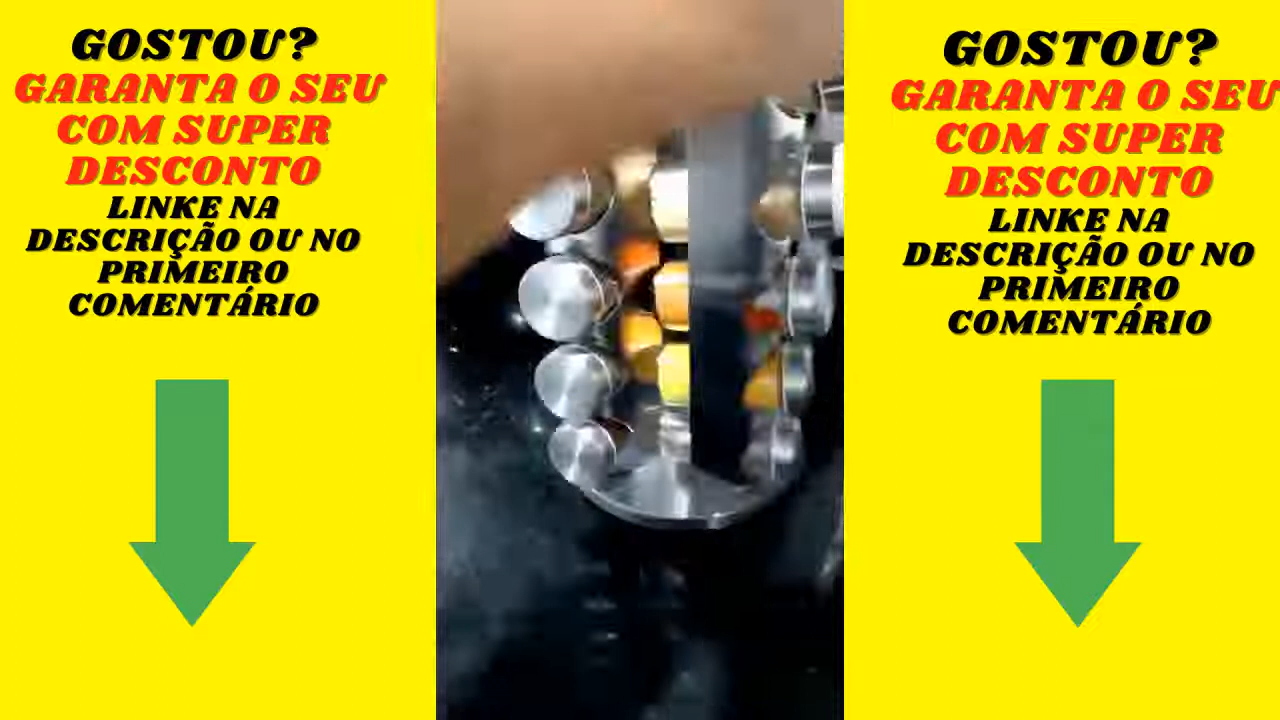 GOSTOU?
GARANTA O SEU
COM SUPER
DESCONTO
LINKE NA
DESCRIÇÃO OU NO
PRIMEIRO
COMENTÁRIO
GOSTOU?
GARANTA O SEU
COM SUPER
DESCONTO
LINKE NA
DESCRIÇÃO OU NO
PRIMEIRO
COMENTÁRIO